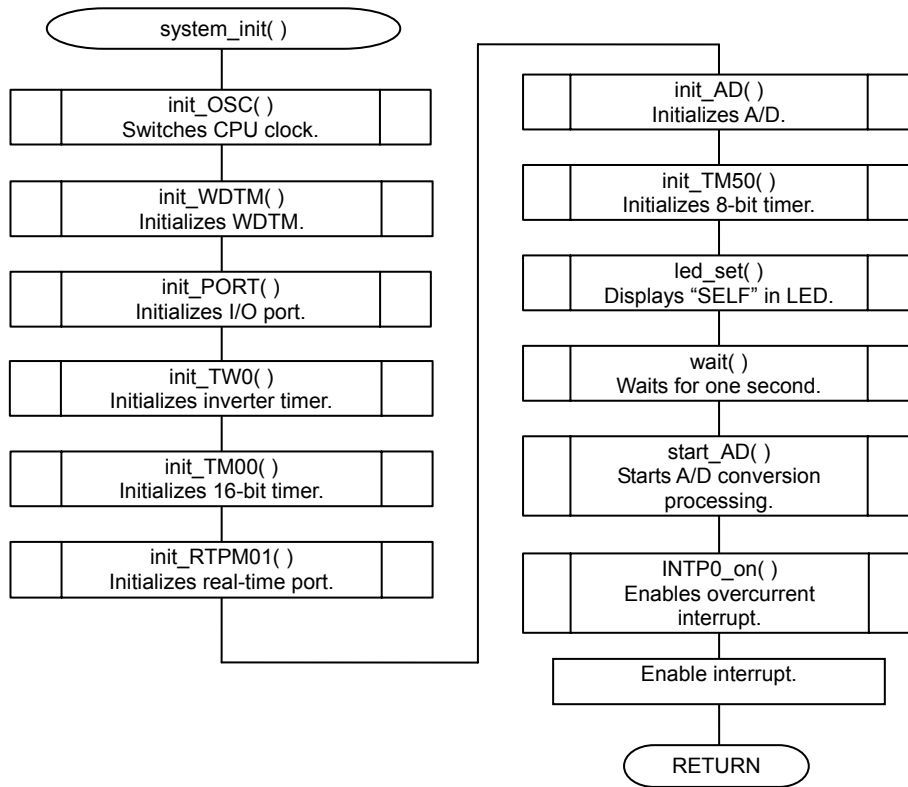 system_init( )
init_OSC( )
Switches CPU clock.
init_WDTM( )
Initializes WDTM.
init_PORT( )
Initializes I/O port.
init_TW0( )
Initializes inverter timer.
init_TM00( )
Initializes 16-bit timer.
init_RTPM01( )
Initializes real-time port.
init_AD( )
Initializes A/D.
init_TM50( )
Initializes 8-bit timer.
led_set( )
Displays “SELF” in LED.
wait( )
Waits for one second.
start_AD( )
Starts A/D conversion
processing.
INTP0_on( )
Enables overcurrent
interrupt.
Enable interrupt.
RETURN